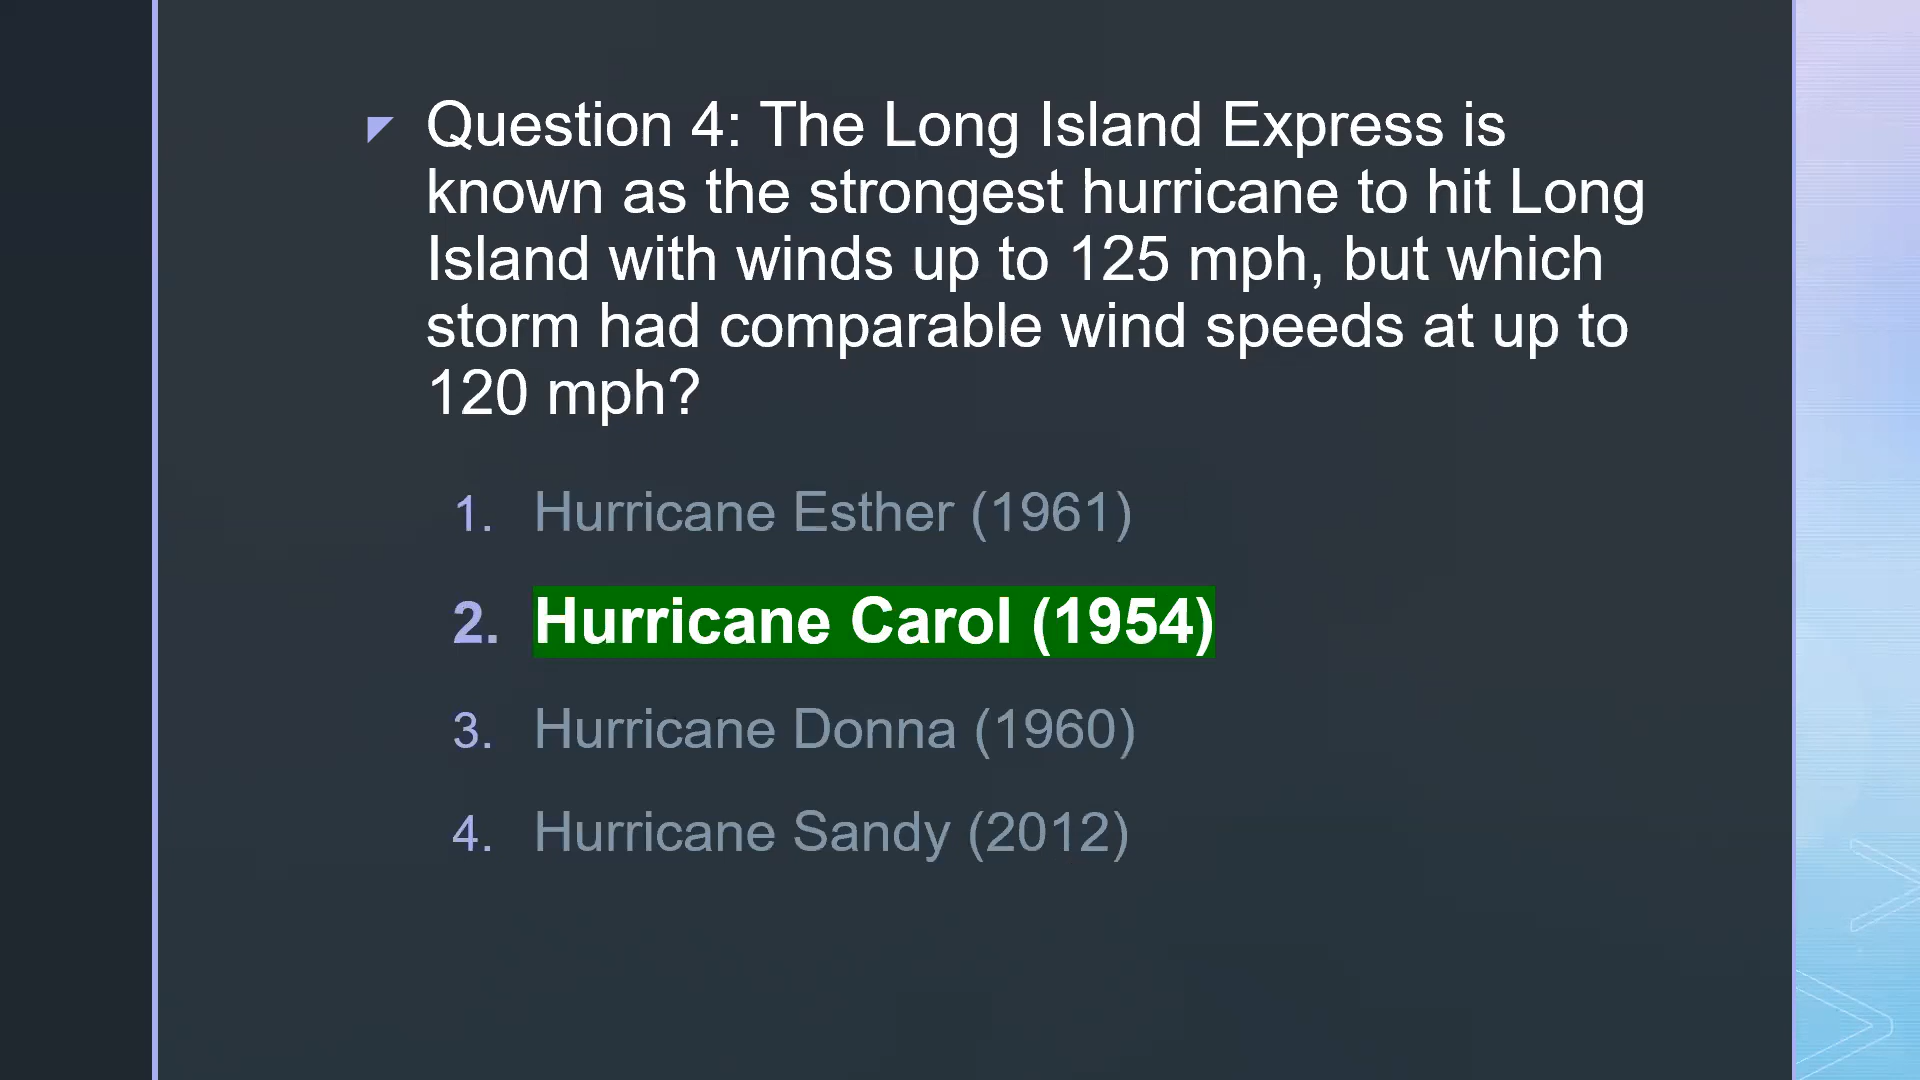 Question 4: The Long Island Express is
known as the strongest hurricane to hit Long
Island with winds up to 125 mph, but which
storm had comparable wind speeds at up to
120 mph?
1. Hurricane Esther (1961)
2. Hurricane Carol (1954)
3. Hurricane Donna (1960)
4. Hurricane Sandy (2012)